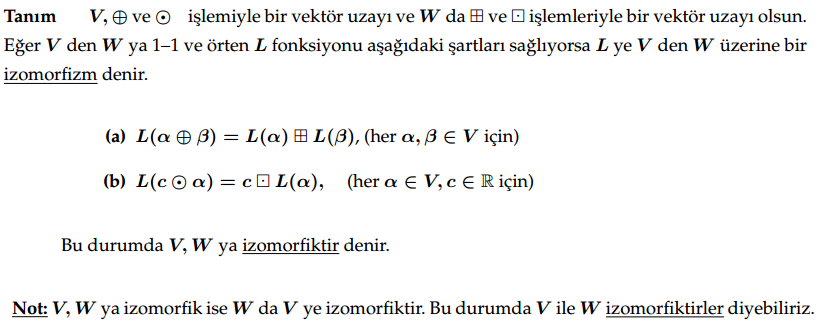 Tanım V, ⊕ ve ⊙ işlemiyle bir vektör uzayı ve W da ⊞ ve ⊡ işlemleriyle bir vektör uzayı olsun.
Eğer V den W ya 1–1 ve örten L fonksiyonu aşağıdaki şartları sağlıyorsa L ye V den W üzerine bir
izomorfizm denir.
(a) L(α ⊕ β) = L(α) ⊞ L(β), (her α, β ∈ V için)
(b) L(c ⊙ α) = c ⊡ L(α), (her α ∈ V, c ∈ ℝ için)
Bu durumda V, W ya izomorfiktir denir.
Not: V, W ya izomorfik ise W da V ye izomorfiktir. Bu durumda V ile W izomorfiktirler diyebiliriz.